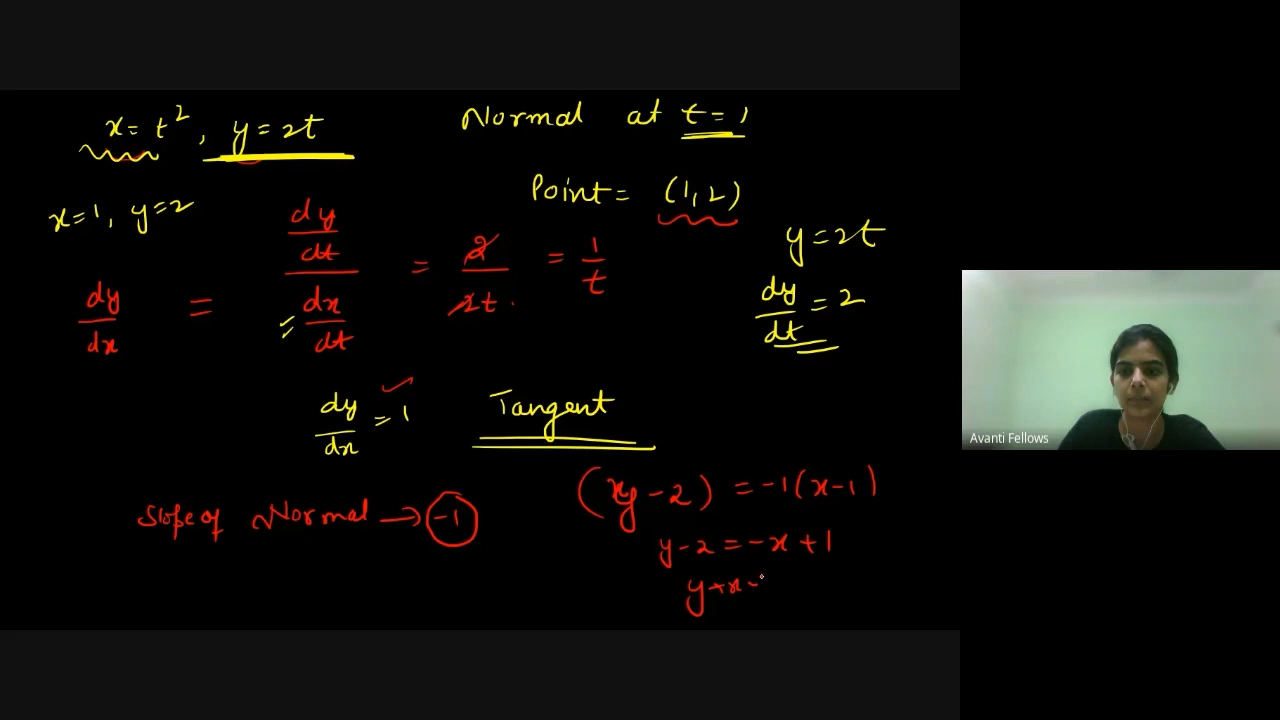 x = t², y = 2t
Normal at t = 1
Point = (1, 2)
x = 1, y = 2
y = 2t
dy/dx = (dy/dt)/(dx/dt) = 2/2t = 1/t
dy/dt = 2
dy/dx = 1
Tangent
Slope of Normal → -1
(y - 2) = -1(x - 1)
y - 2 = -x + 1
y + x -
Avanti Fellows